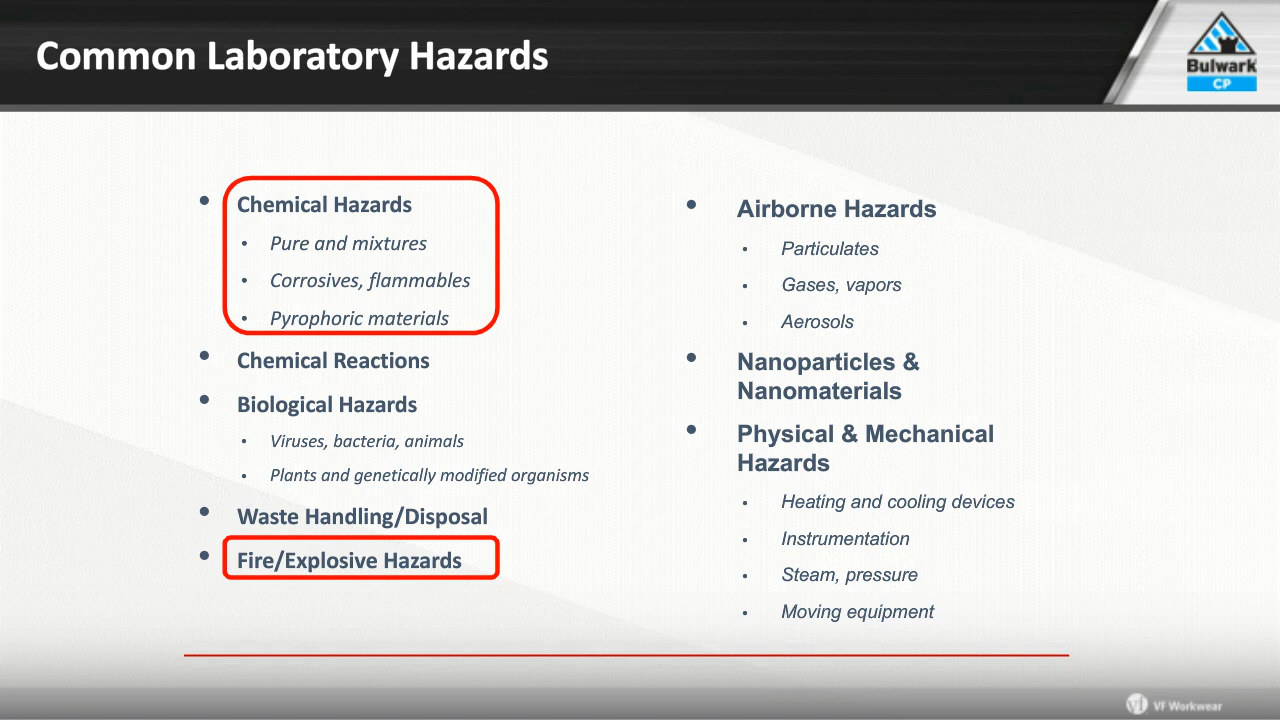 Common Laboratory Hazards
Bulwark
CP
• Chemical Hazards
• Pure and mixtures
• Corrosives, flammables
• Pyrophoric materials
• Chemical Reactions
• Biological Hazards
• Viruses, bacteria, animals
• Plants and genetically modified organisms
• Waste Handling/Disposal
• Fire/Explosive Hazards
• Airborne Hazards
• Particulates
• Gases, vapors
• Aerosols
• Nanoparticles &
Nanomaterials
• Physical & Mechanical
Hazards
• Heating and cooling devices
• Instrumentation
• Steam, pressure
• Moving equipment
VF Workwear